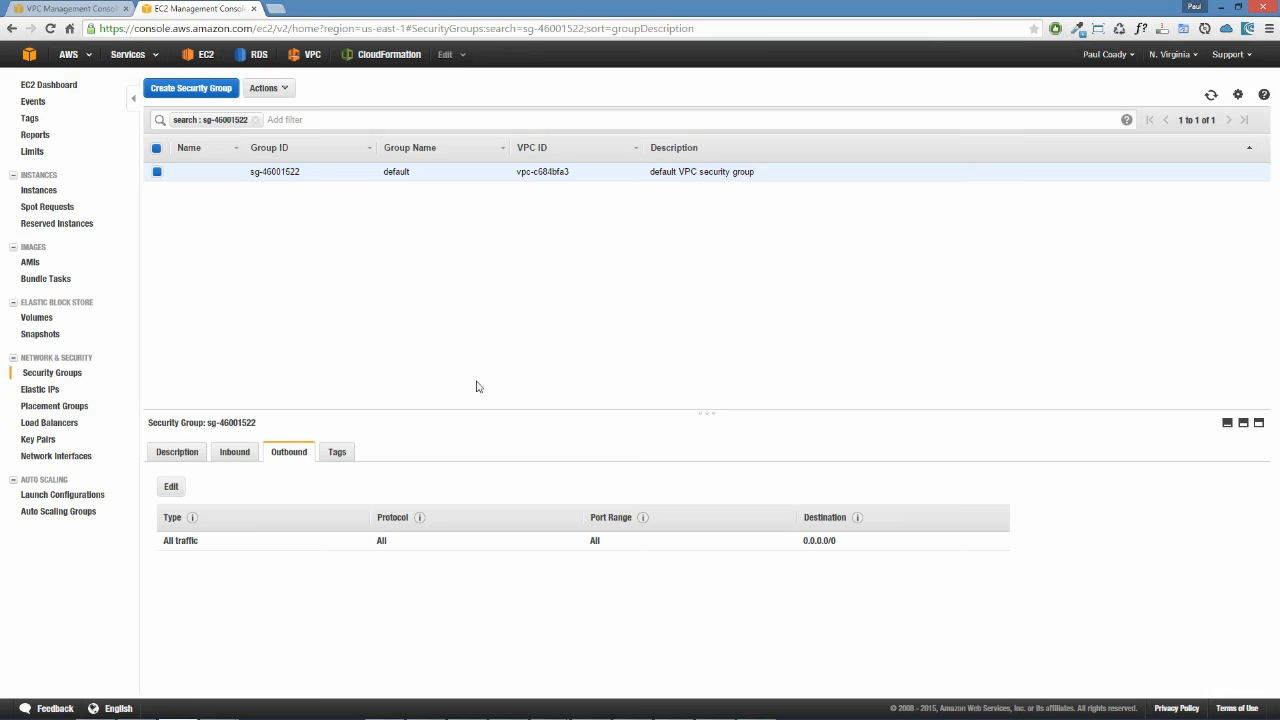 VPC Management Consol
EC2 Management Consol
Paul
https://console.aws.amazon.com/ec2/v2/home?region=us-east-1#SecurityGroups:search=sg-46001522;sort=groupDescription
AWS Services EC2 RDS VPC CloudFormation Edit Paul Coady N. Virginia Support
EC2 Dashboard
Events
Tags
Reports
Limits
INSTANCES
Instances
Spot Requests
Reserved Instances
IMAGES
AMIs
Bundle Tasks
ELASTIC BLOCK STORE
Volumes
Snapshots
NETWORK & SECURITY
Security Groups
Elastic IPs
Placement Groups
Load Balancers
Key Pairs
Network Interfaces
AUTO SCALING
Launch Configurations
Auto Scaling Groups
Create Security Group Actions
search : sg-46001522 Add filter 1 to 1 of 1
Name Group ID Group Name VPC ID Description
sg-46001522 default vpc-c684bfa3 default VPC security group
Security Group: sg-46001522
Description Inbound Outbound Tags
Edit
Type Protocol Port Range Destination
All traffic All All 0.0.0.0/0
Feedback English © 2008 - 2015, Amazon Web Services, Inc. or its affiliates. All rights reserved. Privacy Policy Terms of Use